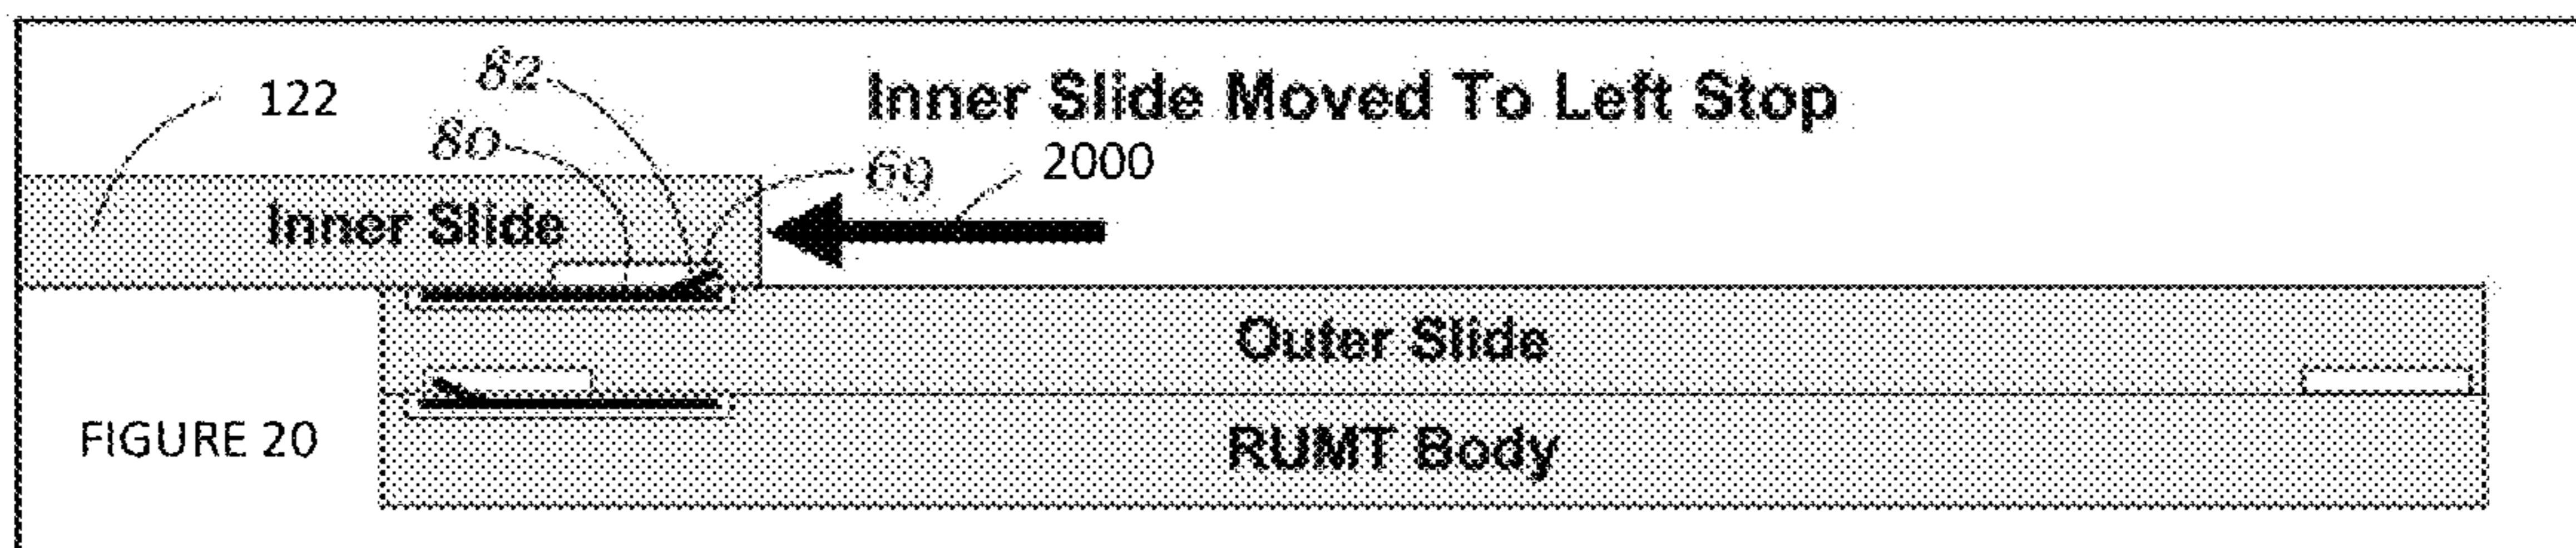 82
122
Inner Slide Moved To Left Stop
80
69
2000
Inner Slide
Outer Slide
FIGURE 20
RUMT Body